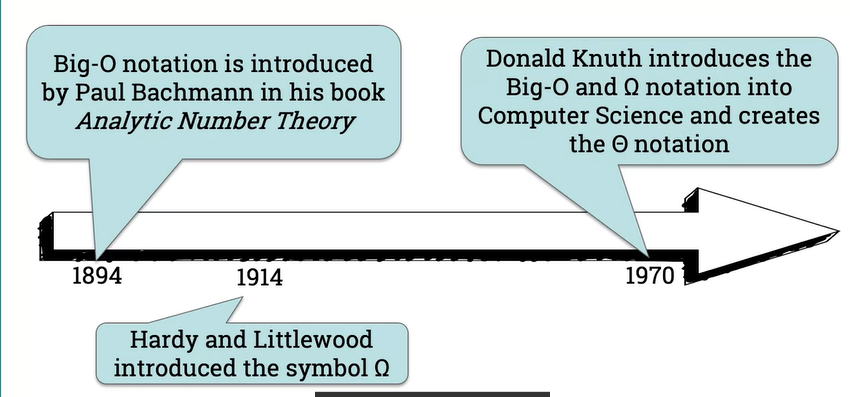 Big-O notation is introduced
by Paul Bachmann in his book
Analytic Number Theory
Donald Knuth introduces the
Big-O and Ω notation into
Computer Science and creates
the Θ notation
1894
1914
1970
Hardy and Littlewood
introduced the symbol Ω